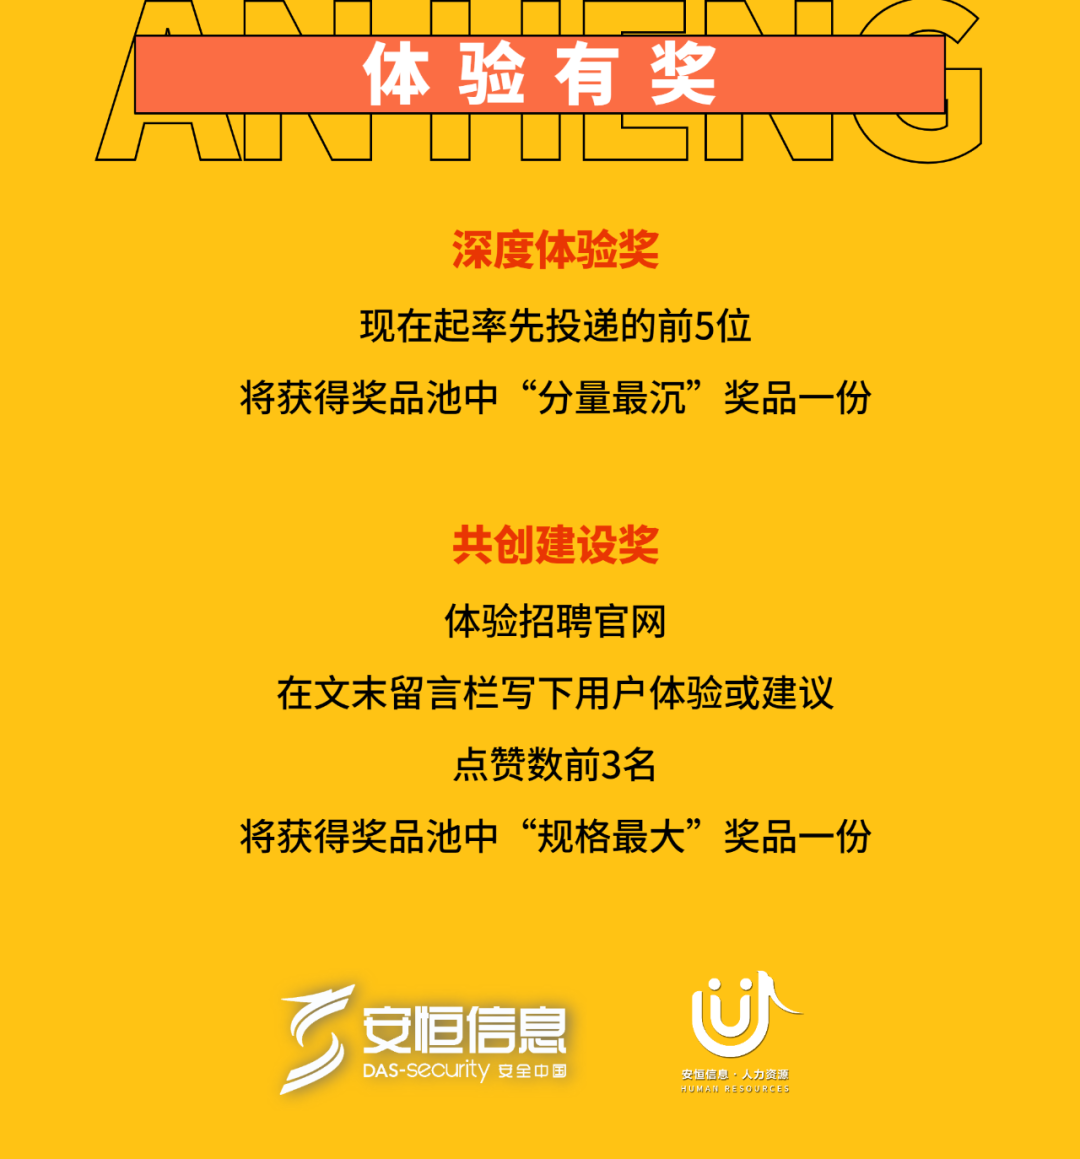 ANHENG
体验有奖
深度体验奖
现在起率先投递的前5位
将获得奖品池中“分量最沉”奖品一份
共创建设奖
体验招聘官网
在文末留言栏写下用户体验或建议
点赞数前3名
将获得奖品池中“规格最大”奖品一份
安恒信息
DAS-security 安全中国
安恒信息·人力资源
HUMAN RESOURCES